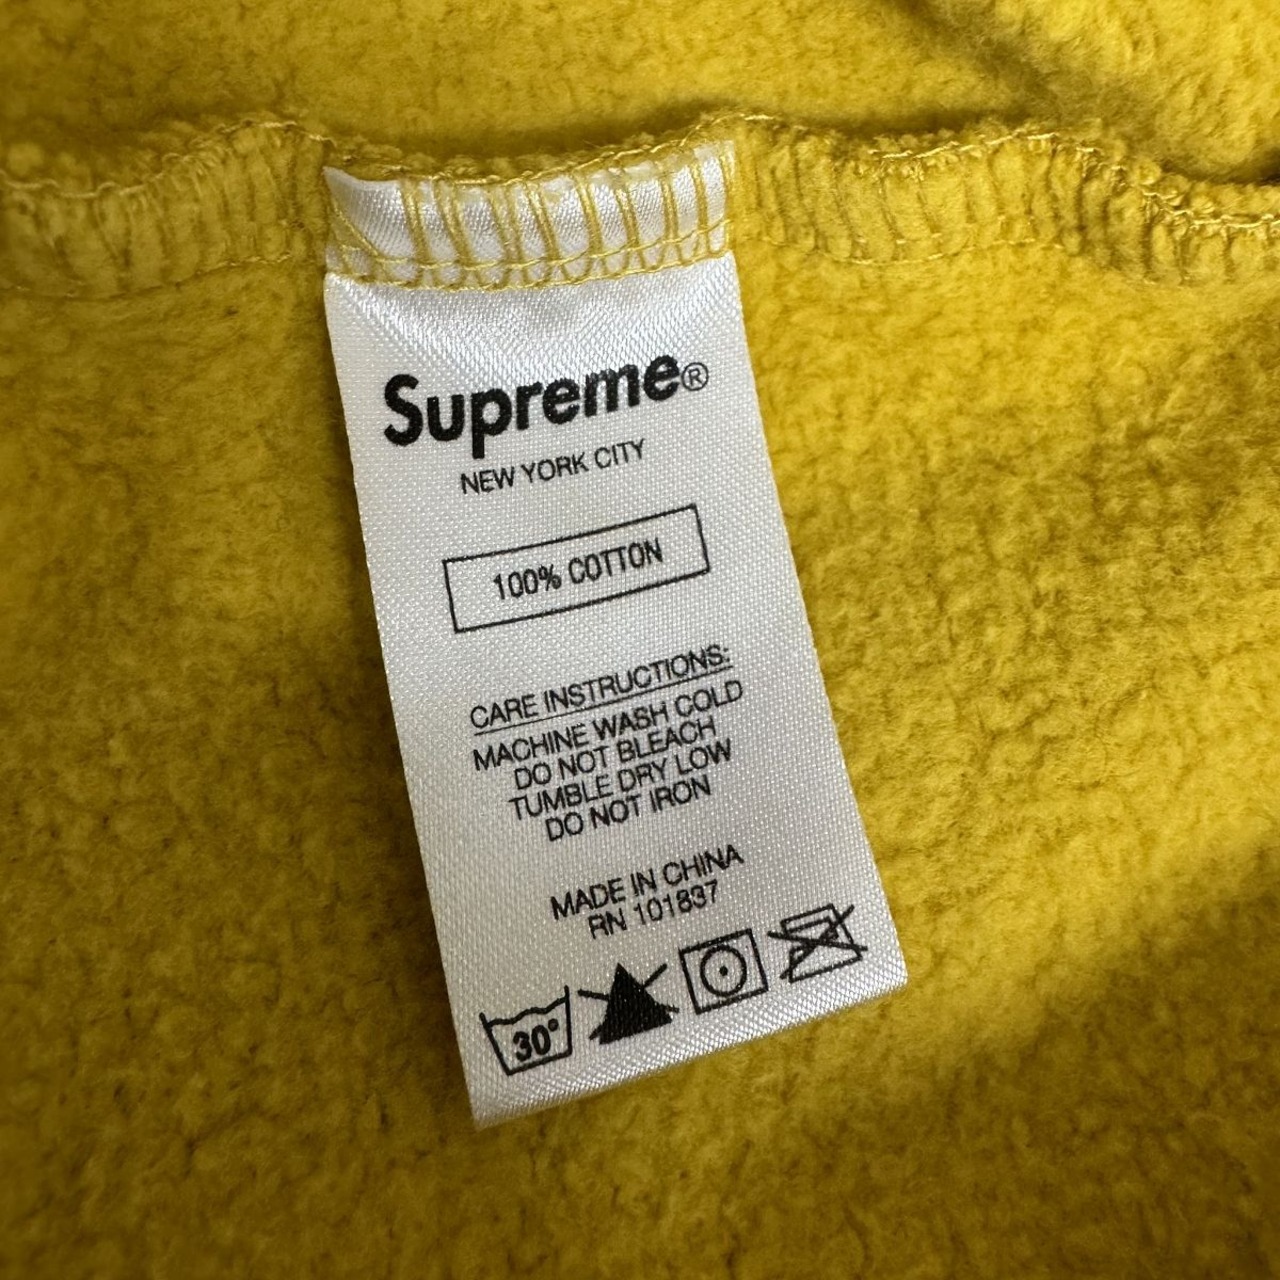 Supreme®
NEW YORK CITY
100% COTTON
CARE INSTRUCTIONS:
MACHINE WASH COLD
DO NOT BLEACH
TUMBLE DRY LOW
DO NOT IRON
MADE IN CHINA
RN 101837
30°